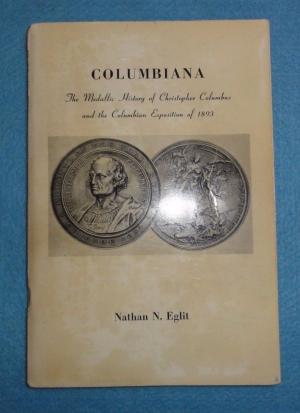 COLUMBIANA
The Medallic History of Christopher Columbus
and the Columbian Exposition of 1893
Nathan N. Eglit